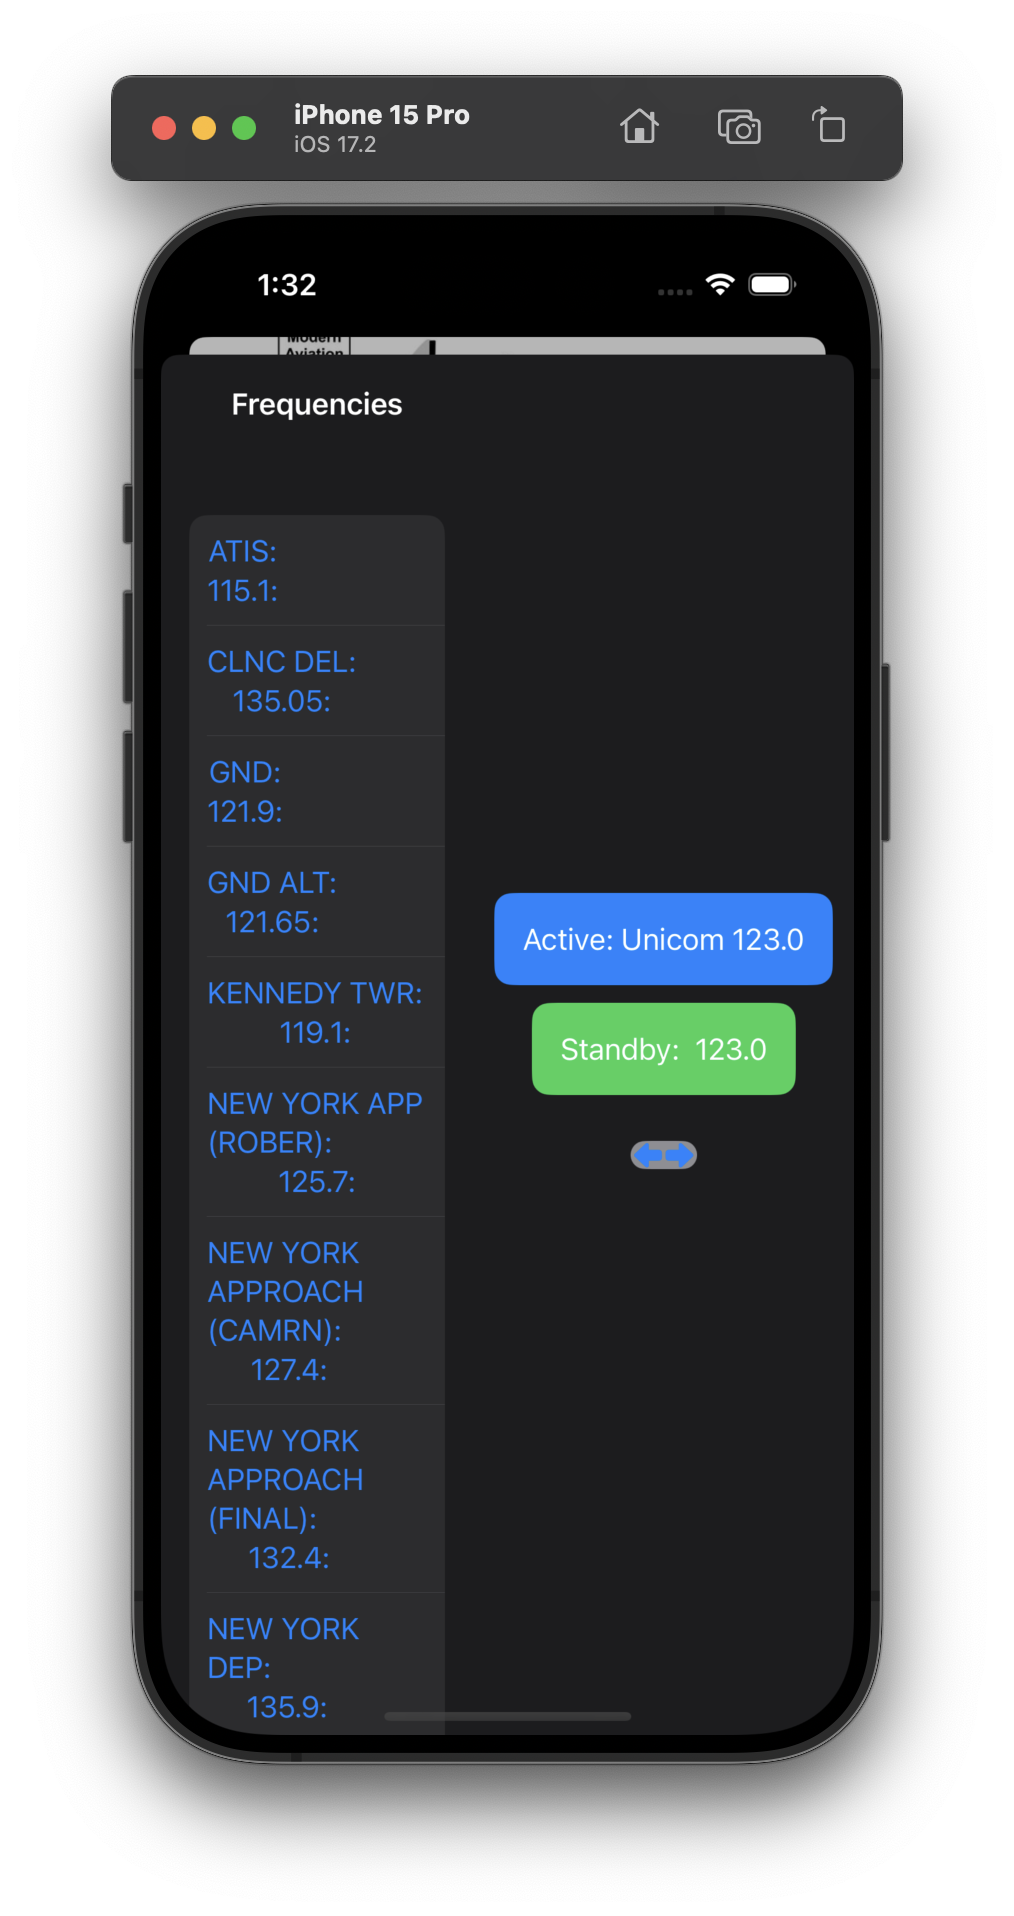 iPhone 15 Pro
iOS 17.2
1:32
Modern
Aviation
Frequencies
ATIS:
115.1:
CLNC DEL:
135.05:
GND:
121.9:
GND ALT:
121.65:
KENNEDY TWR:
119.1:
NEW YORK APP
(ROBER):
125.7:
NEW YORK
APPROACH
(CAMRN):
127.4:
NEW YORK
APPROACH
(FINAL):
132.4:
NEW YORK
DEP:
135.9:
Active: Unicom 123.0
Standby:  123.0